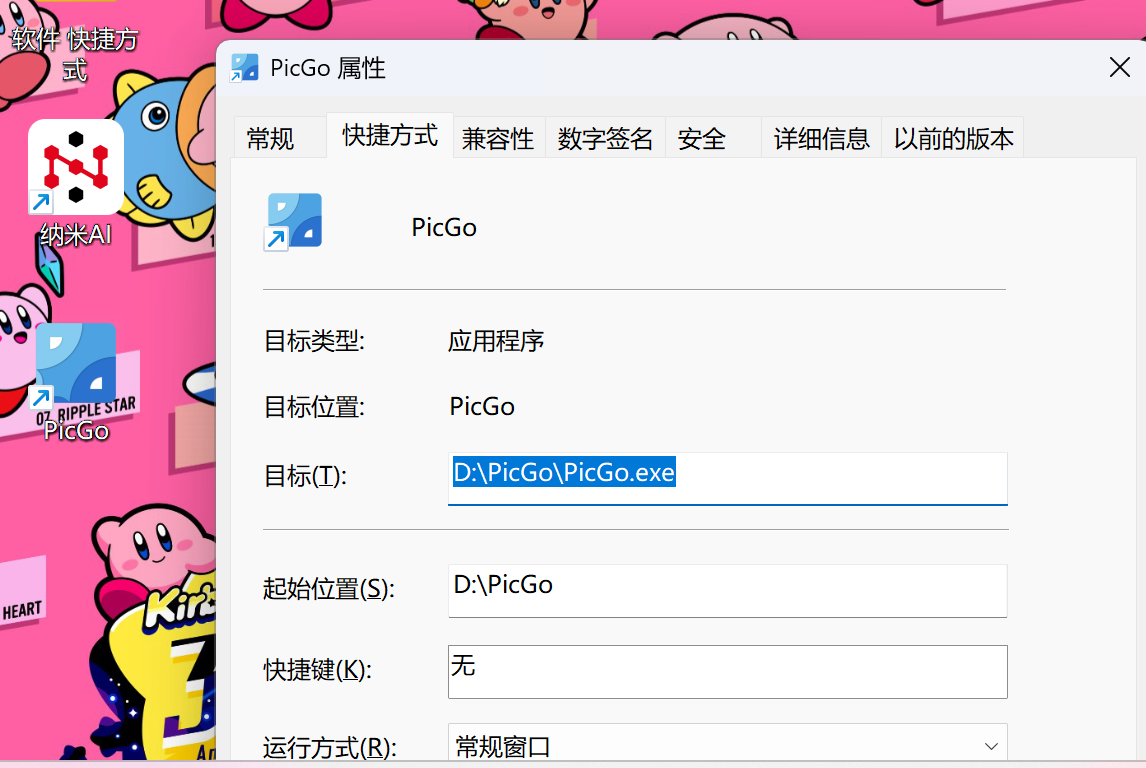 软件 快捷方
式
纳米AI
07. RIPPLE STAR
PicGo
HEART
Kirb
PicGo 属性
常规 快捷方式 兼容性 数字签名 安全 详细信息 以前的版本
PicGo
目标类型: 应用程序
目标位置: PicGo
目标(T): D:\PicGo\PicGo.exe
起始位置(S): D:\PicGo
快捷键(K): 无
运行方式(R): 常规窗口